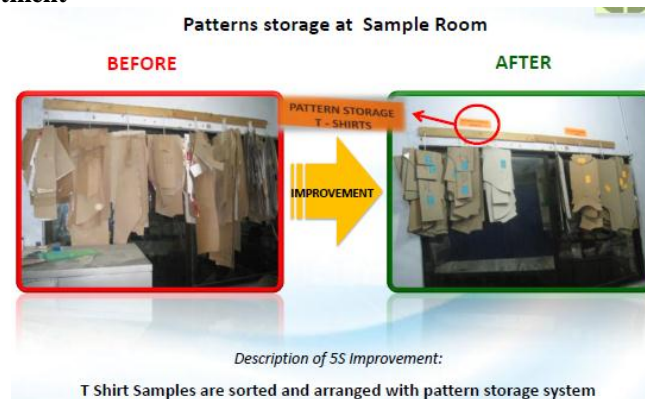 tment
Patterns storage at Sample Room
BEFORE
AFTER
PATTERN STORAGE
T - SHIRTS
IMPROVEMENT
Description of 5S Improvement:
T Shirt Samples are sorted and arranged with pattern storage system